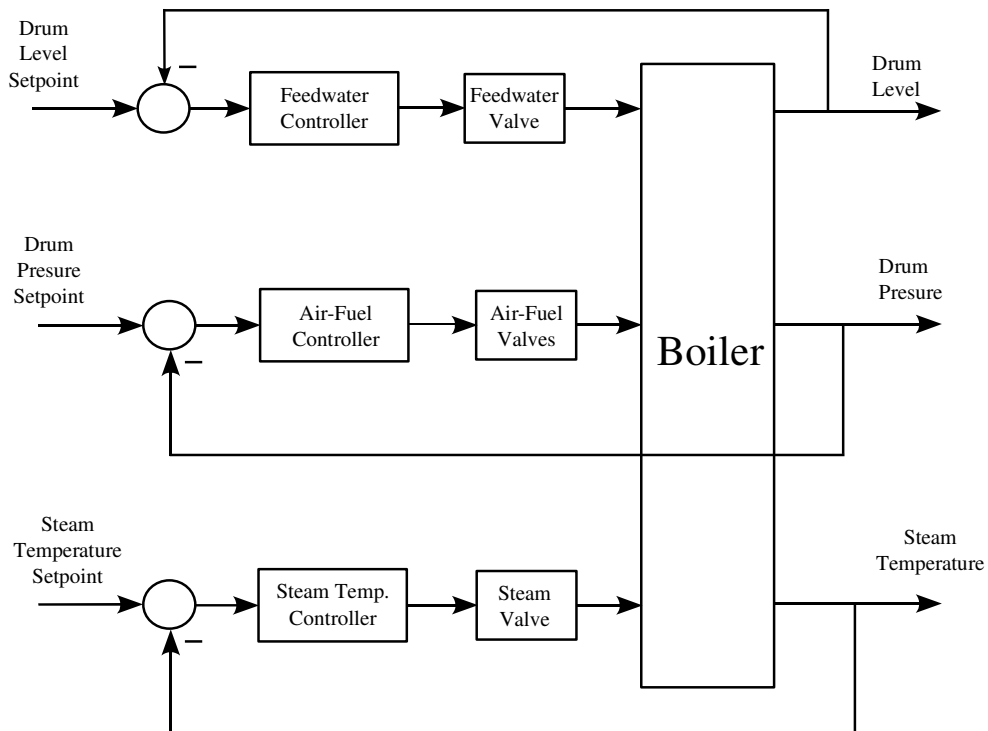 Drum
Level
Setpoint
−
Feedwater
Controller
Feedwater
Valve
Drum
Level
Drum
Presure
Setpoint
−
Air-Fuel
Controller
Air-Fuel
Valves
Boiler
Drum
Presure
Steam
Temperature
Setpoint
−
Steam Temp.
Controller
Steam
Valve
Steam
Temperature